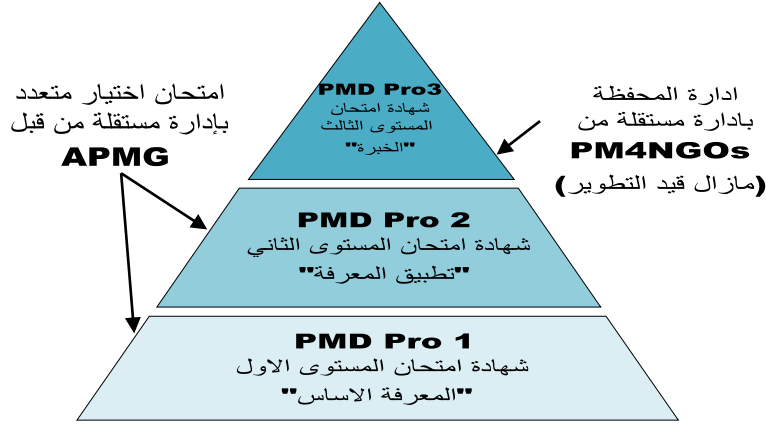 PMD Pro3
شهادة امتحان
المستوى الثالث
"الخبرة"
امتحان اختيار متعدد
بإدارة مستقلة من قبل
APMG
ادارة المحفظة
بادارة مستقلة من
PM4NGOs
(مازال قيد التطوير)
PMD Pro 2
شهادة امتحان المستوى الثاني
"تطبيق المعرفة"
PMD Pro 1
شهادة امتحان المستوى الاول
"المعرفة الاساس"